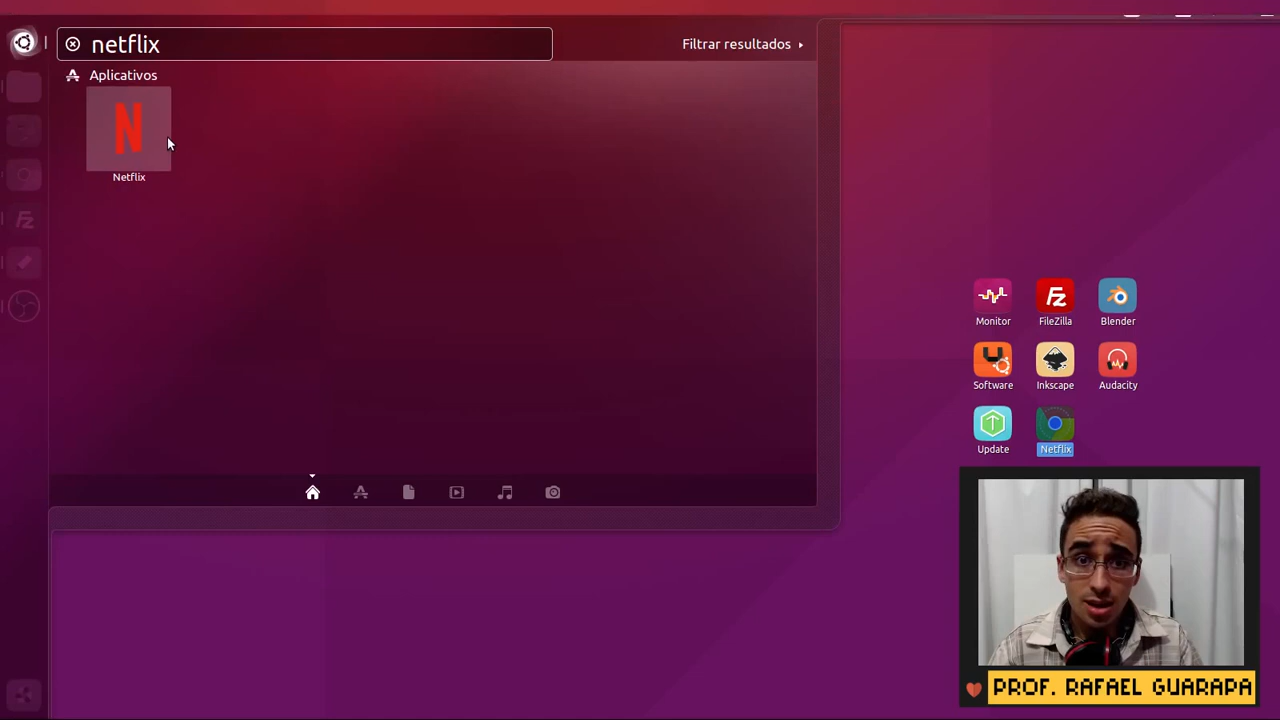 netflix
Filtrar resultados
Aplicativos
N
Netflix
Monitor
FileZilla
Blender
Software
Inkscape
Audacity
Update
Netflix
PROF. RAFAEL GUARAPA